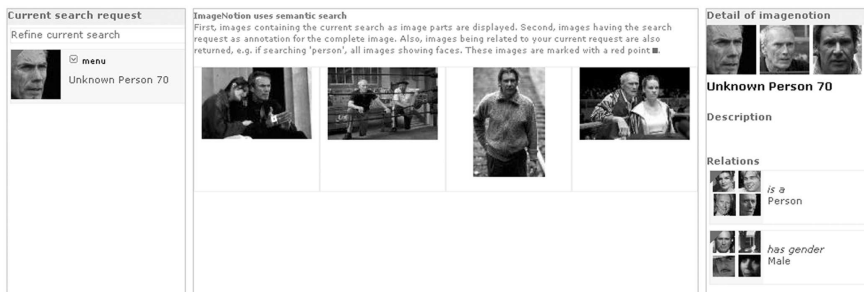 Current search request
Refine current search
menu
Unknown Person 70
ImageNotion uses semantic search
First, images containing the current search as image parts are displayed. Second, images having the search
request as annotation for the complete image. Also, images being related to your current request are also
returned, e.g. if searching 'person', all images showing faces. These images are marked with a red point.
Detail of imagenotion
Unknown Person 70
Description
Relations
is a
Person
has gender
Male